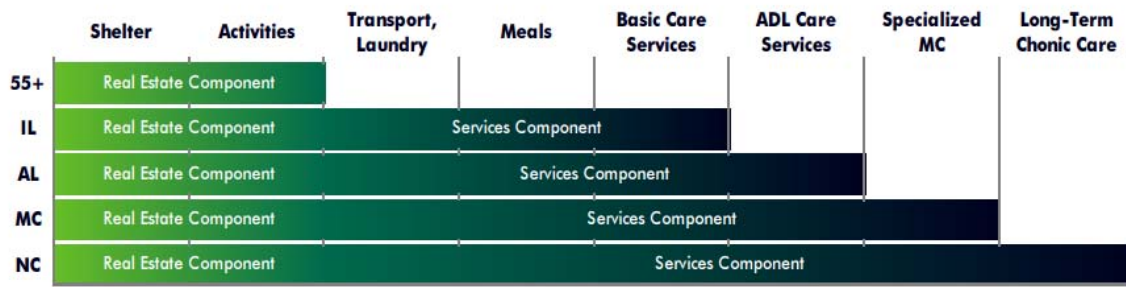 Shelter
Activities
Transport,
Laundry
Meals
Basic Care
Services
ADL Care
Services
Specialized
MC
Long-Term
Chonic Care
55+
Real Estate Component
IL
Real Estate Component
Services Component
AL
Real Estate Component
Services Component
MC
Real Estate Component
Services Component
NC
Real Estate Component
Services Component